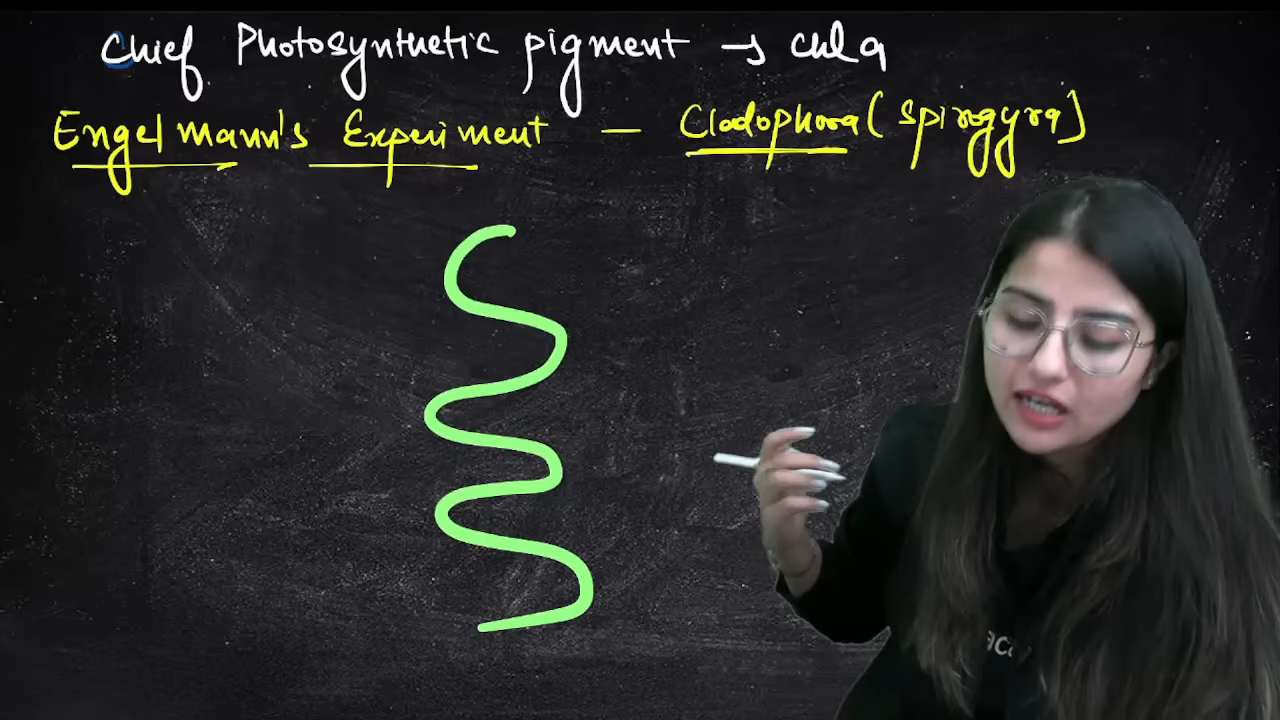 Chief Photosynthetic pigment → chl a
Engelmann's Experiment — Cladophora (spirogyra)